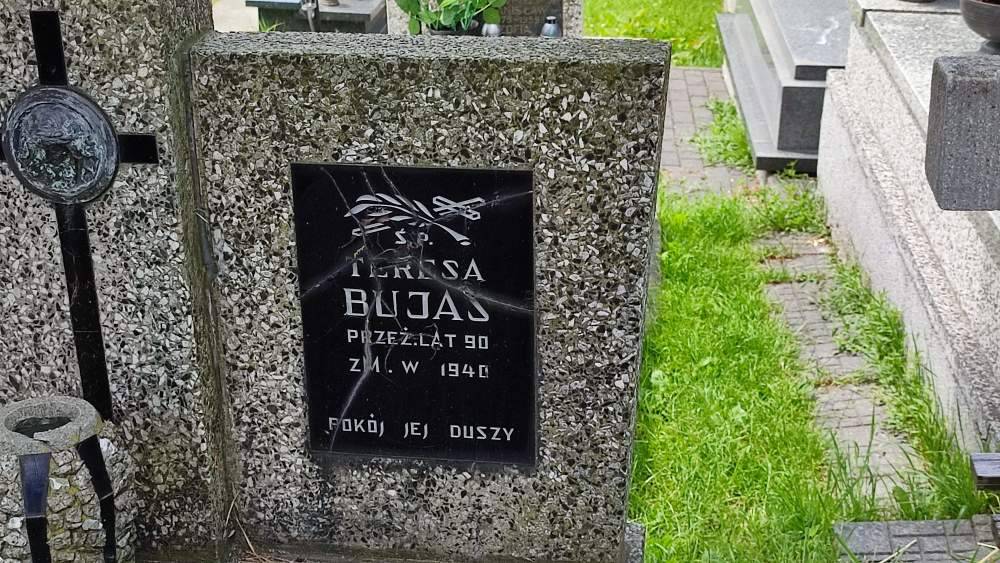 Ś.P.
TERESA
BUJAS
PRZEŻ.LAT 90
ZM. W 1940
POKÓJ JEJ DUSZY